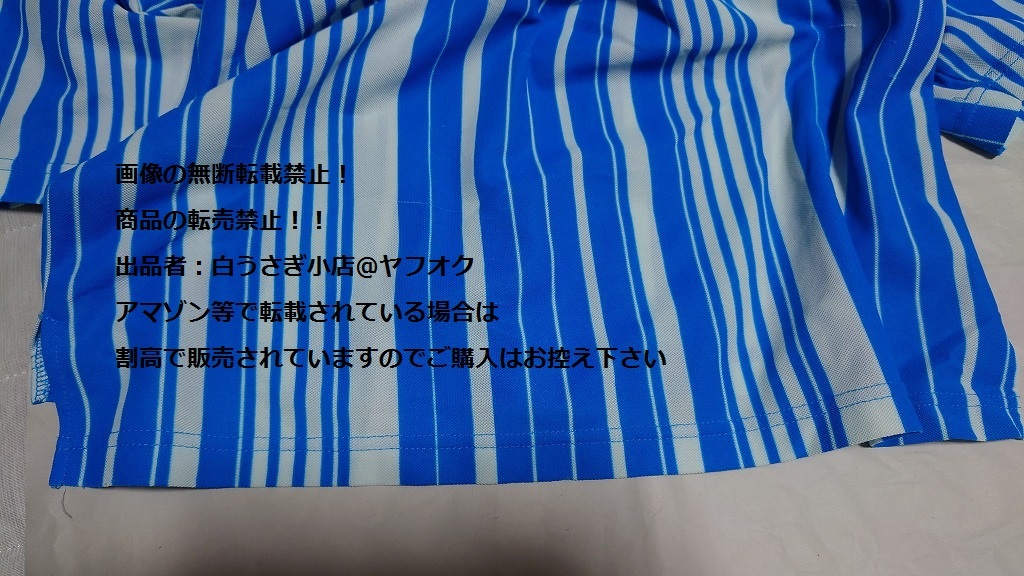 画像の無断転載禁止！
商品の転売禁止！！
出品者：白うさぎ小店@ヤフオク
アマゾン等で転載されている場合は
割高で販売されていますのでご購入はお控え下さい